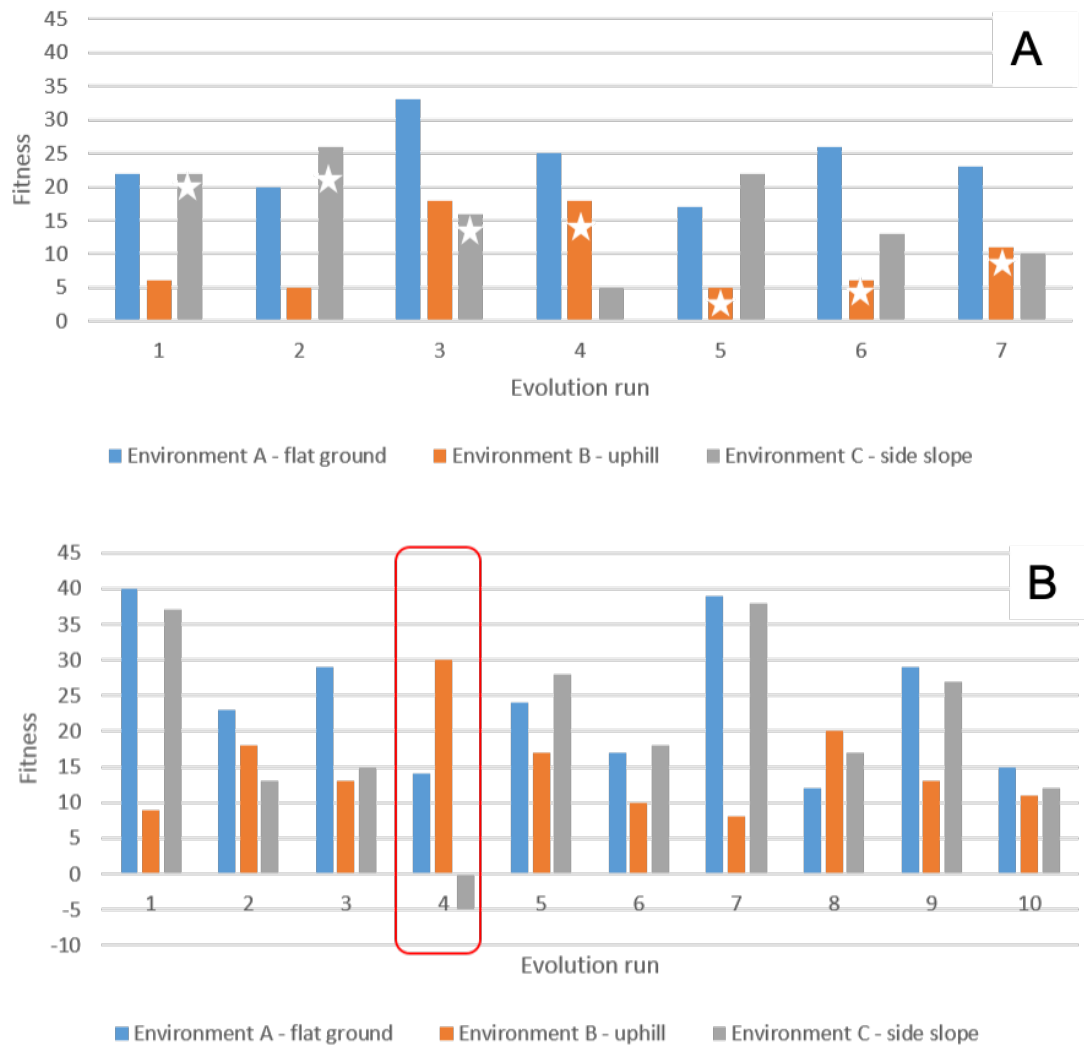 A
45
40
35
30
25
20
15
10
5
0
Fitness
1 2 3 4 5 6 7
Evolution run
Environment A - flat ground Environment B - uphill Environment C - side slope
B
45
40
35
30
25
20
15
10
5
0
-5
-10
Fitness
1 2 3 4 5 6 7 8 9 10
Evolution run
Environment A - flat ground Environment B - uphill Environment C - side slope